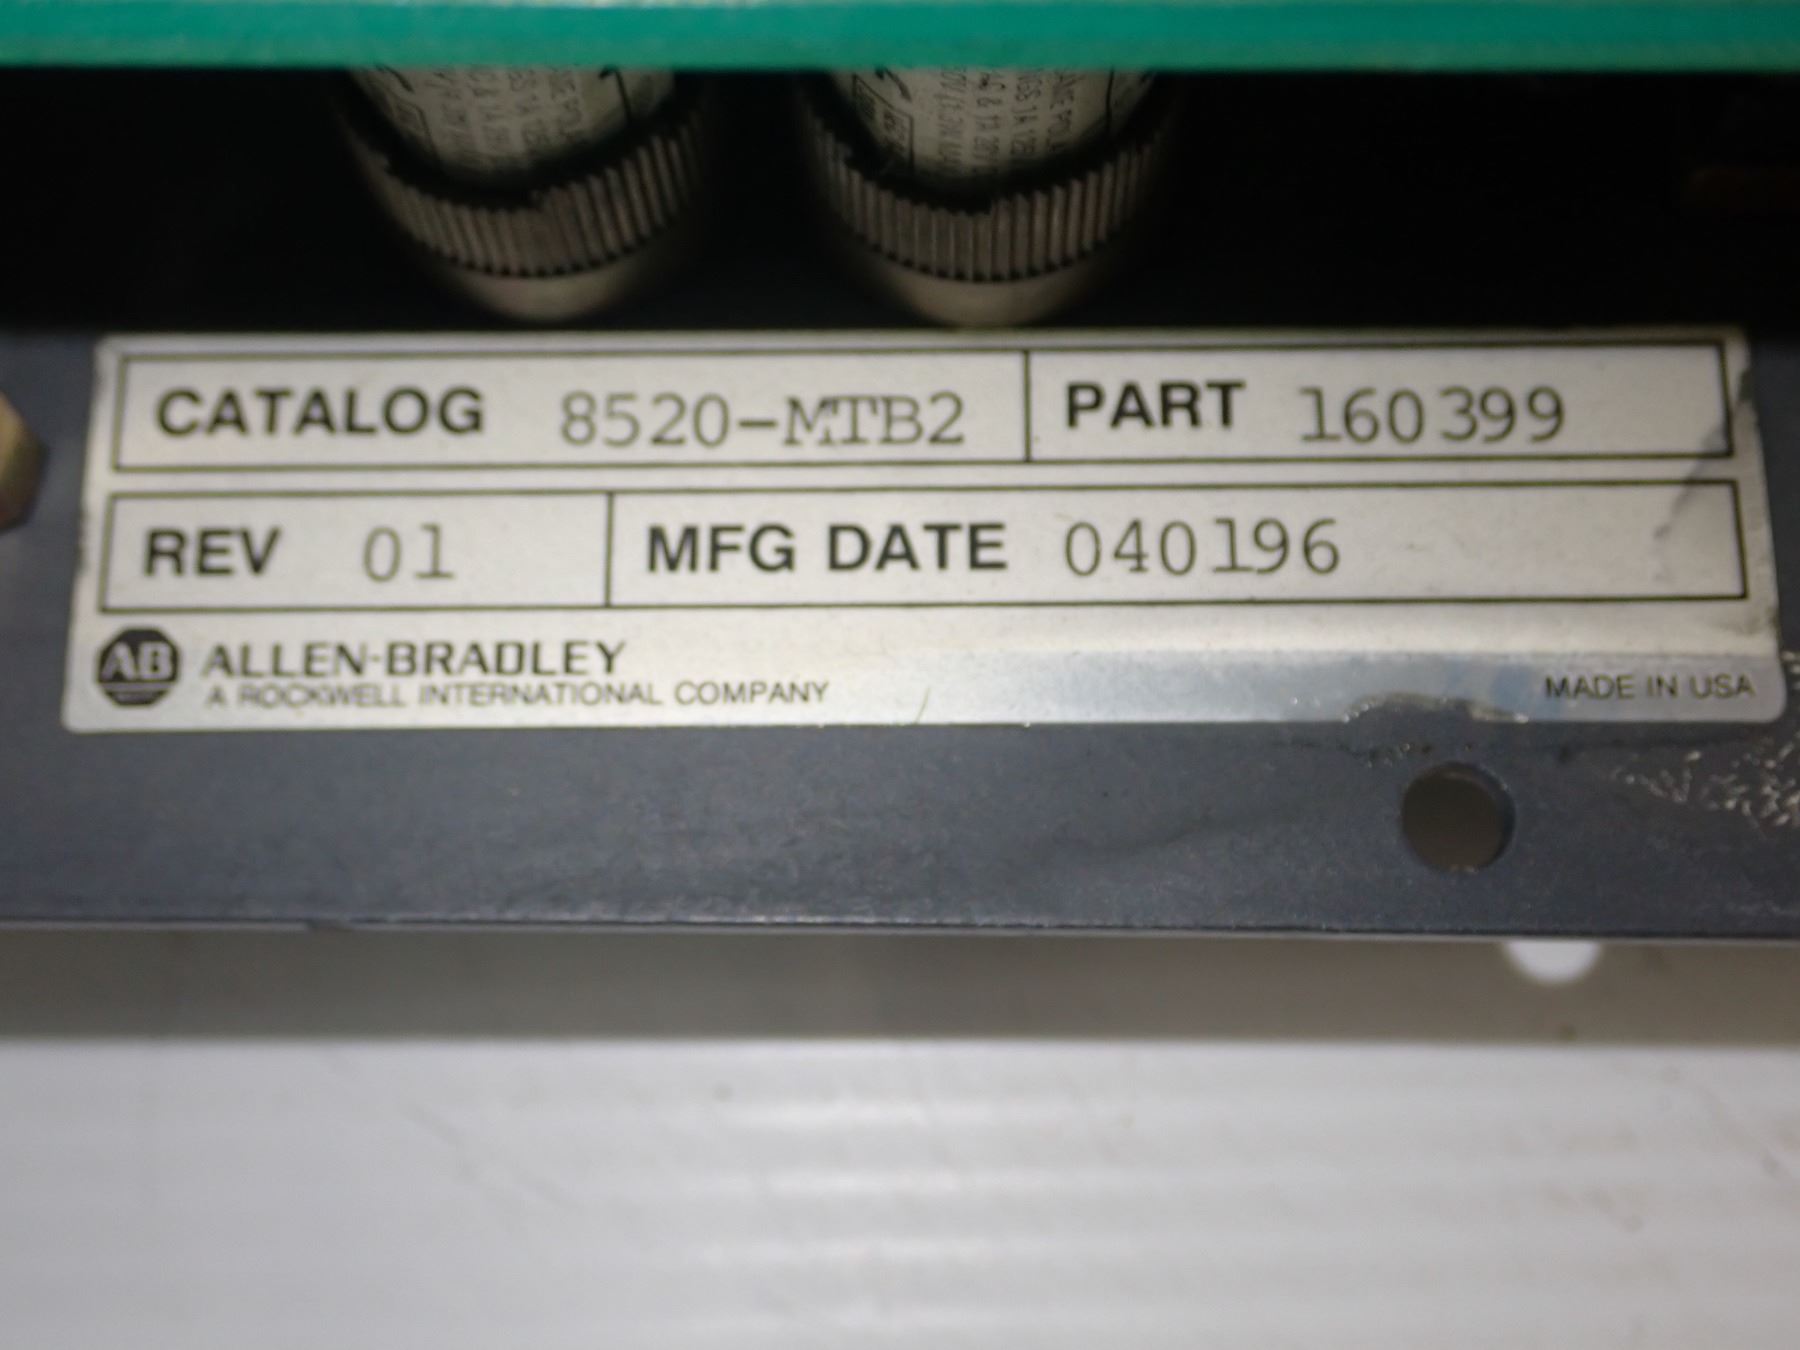 CATALOG 8520-MTB2 PART 160399
REV 01 MFG DATE 040196
AB ALLEN-BRADLEY
A ROCKWELL INTERNATIONAL COMPANY
MADE IN USA